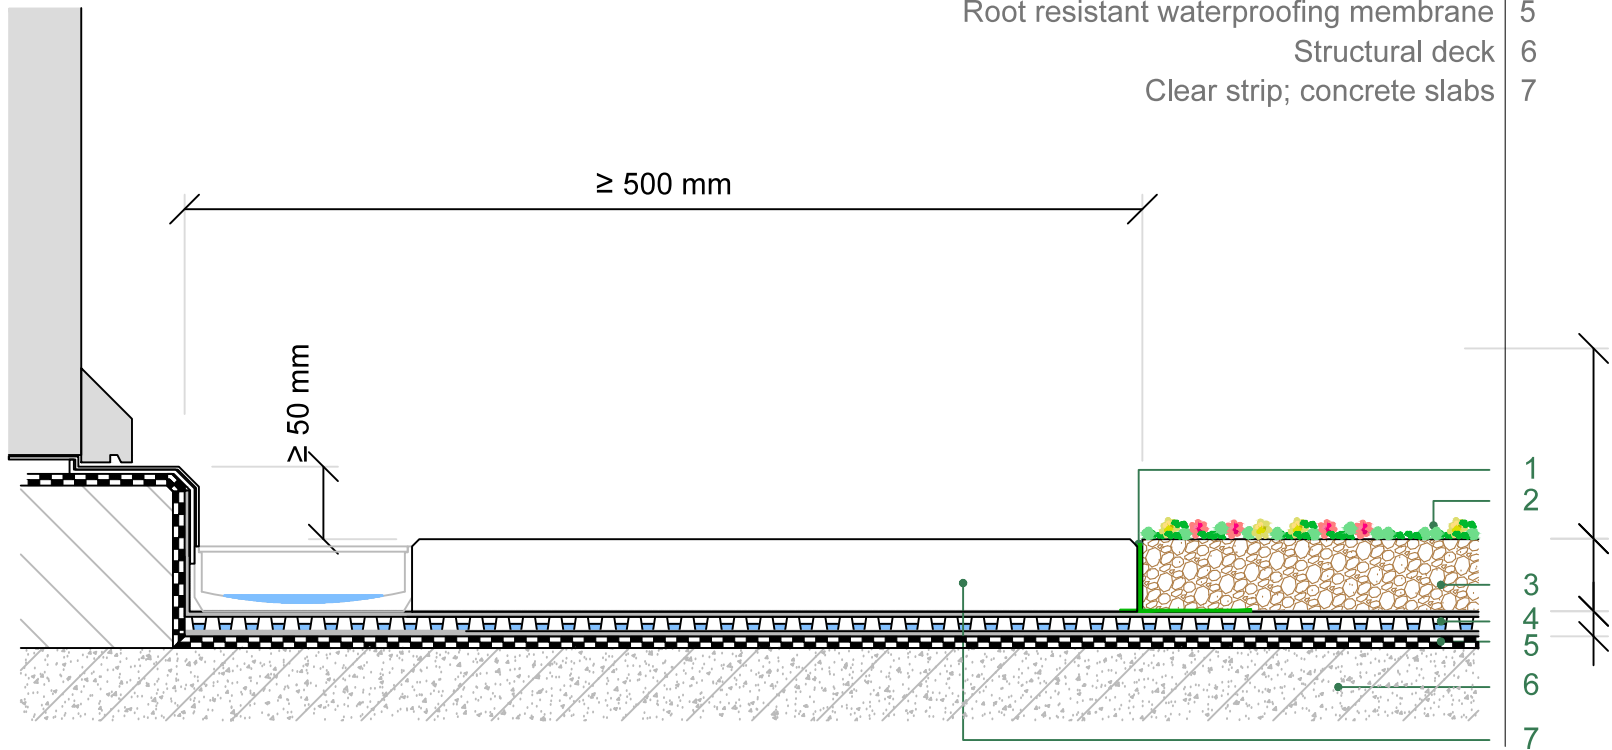 Root resistant waterproofing membrane 5
Structural deck 6
Clear strip; concrete slabs 7
≥ 500 mm
≥ 50 mm
1
2
3
4
5
6
7